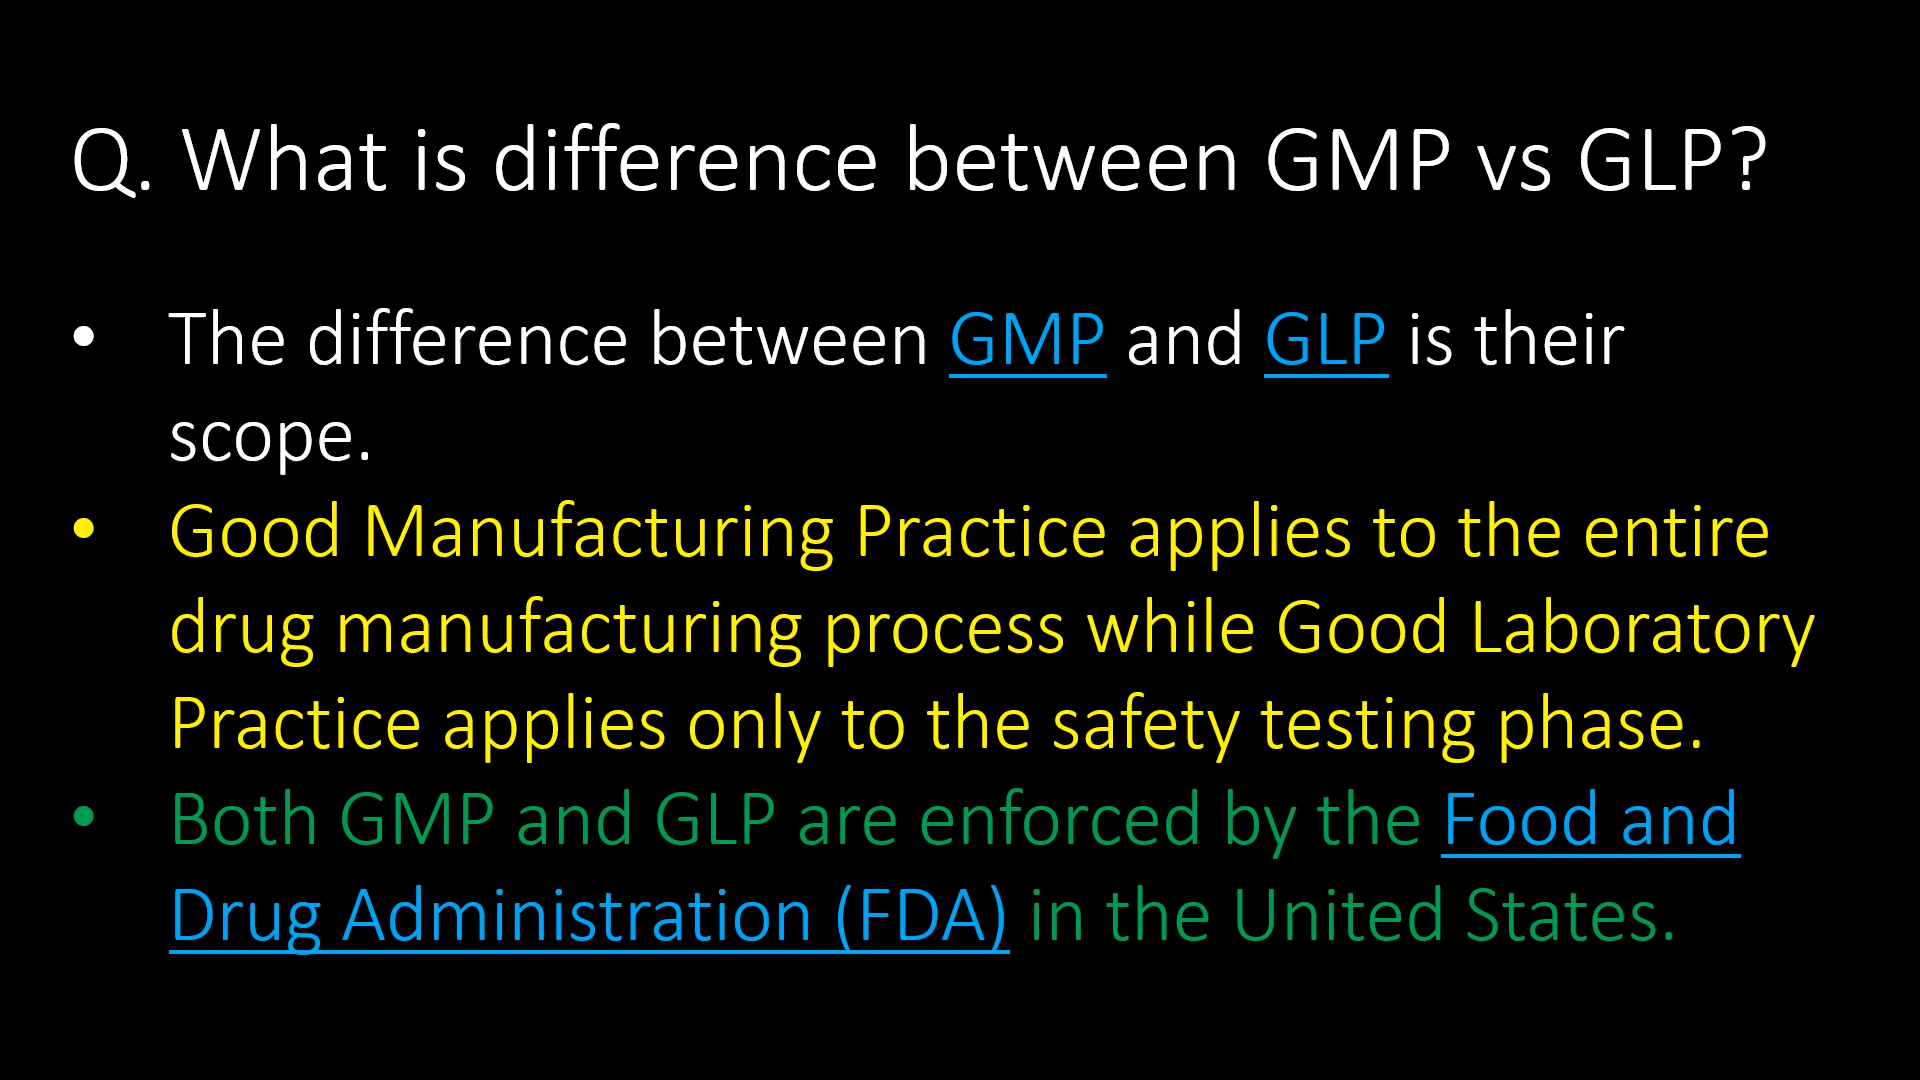 Q. What is difference between GMP vs GLP?
• The difference between GMP and GLP is their
scope.
• Good Manufacturing Practice applies to the entire
drug manufacturing process while Good Laboratory
Practice applies only to the safety testing phase.
• Both GMP and GLP are enforced by the Food and
Drug Administration (FDA) in the United States.